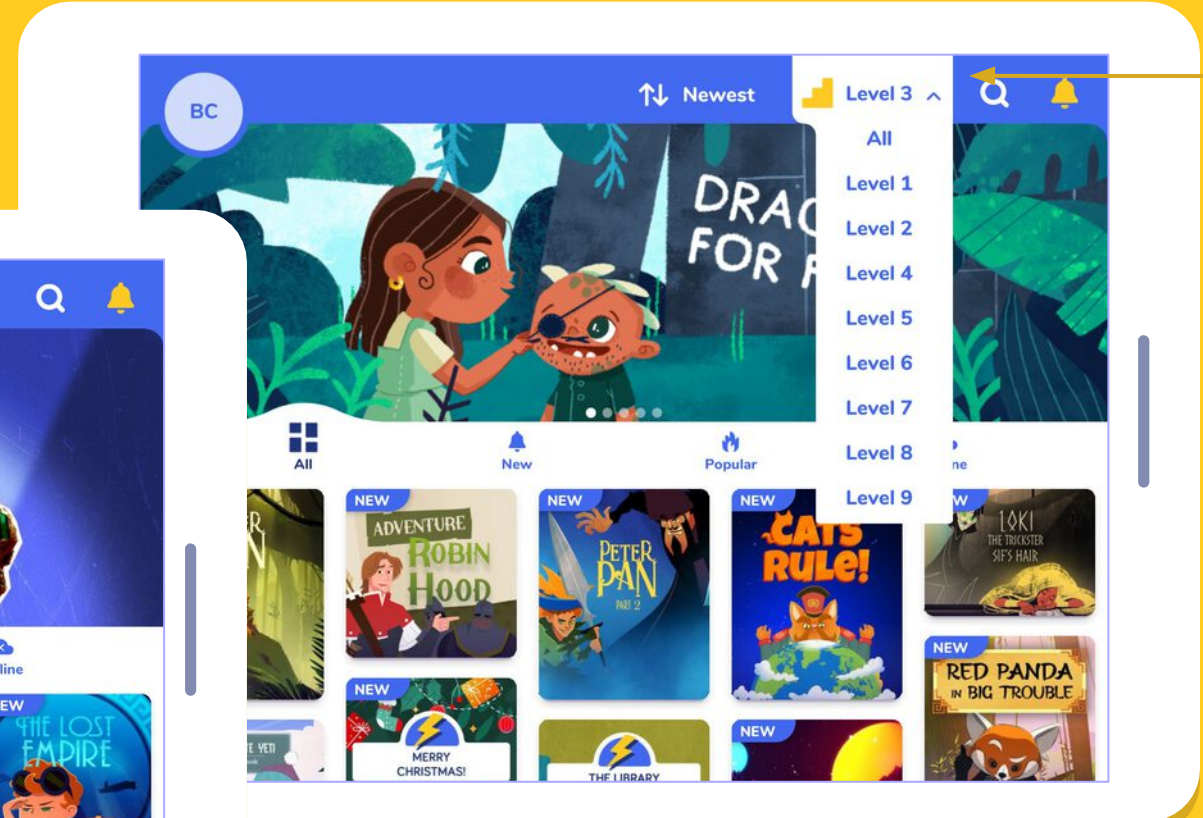 BC
Newest
Level 3
All
Level 1
Level 2
Level 4
Level 5
Level 6
Level 7
Level 8
Level 9
DRAG
FOR
All
New
Popular
NEW
ADVENTURE
ROBIN
HOOD
NEW
PETER
PAN
PART 2
NEW
CATS
RULE!
LOKI
THE TRICKSTER
SIF'S HAIR
NEW
RED PANDA
IN BIG TROUBLE
NEW
MERRY
CHRISTMAS!
THE LIBRARY
NEW
YETI
THE LOST
EMPIRE